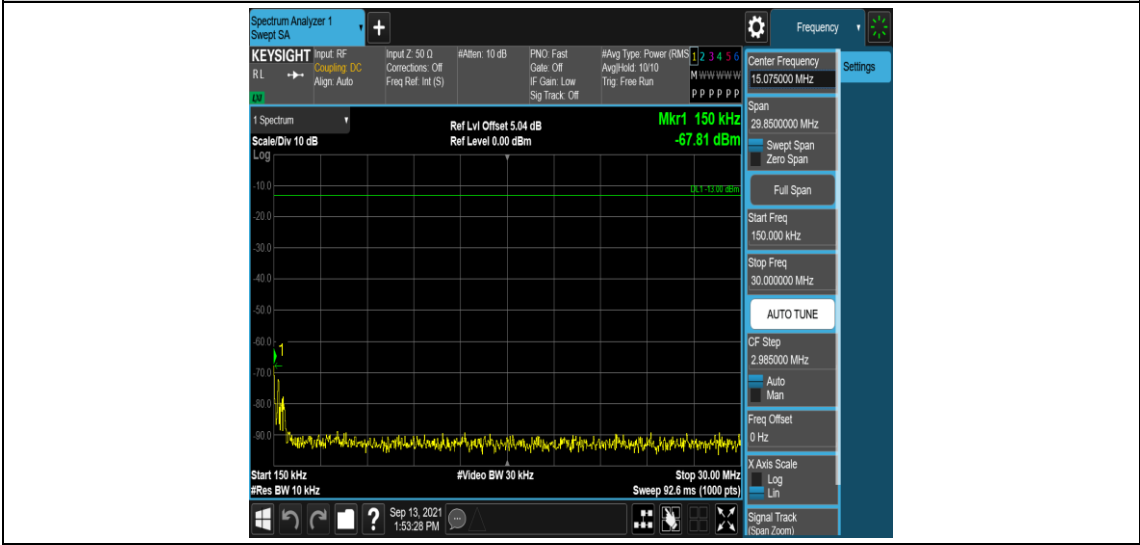 Spectrum Analyzer 1
Swept SA
+
Frequency
KEYSIGHT
RL
LM
Input: RF
Coupling: DC
Align: Auto
Input Z: 50 Ω
Corrections: Off
Freq Ref: Int (S)
#Atten: 10 dB
PNO: Fast
Gate: Off
IF Gain: Low
Sig Track: Off
#Avg Type: Power (RMS
Avg|Hold: 10/10
Trig: Free Run
1 2 3 4 5 6
M W W W W W
P P P P P P
1 Spectrum
Scale/Div 10 dB
Log
Ref Lvl Offset 5.04 dB
Ref Level 0.00 dBm
Mkr1 150 kHz
-67.81 dBm
DL1 -13.00 dBm
-10.0
-20.0
-30.0
-40.0
-50.0
-60.0
1
-70.0
-80.0
-90.0
Start 150 kHz
#Video BW 30 kHz
Stop 30.00 MHz
#Res BW 10 kHz
Sweep 92.6 ms (1000 pts)
?
Sep 13, 2021
1:53:28 PM
Center Frequency
15.075000 MHz
Settings
Span
29.8500000 MHz
Swept Span
Zero Span
Full Span
Start Freq
150.000 kHz
Stop Freq
30.000000 MHz
AUTO TUNE
CF Step
2.985000 MHz
Auto
Man
Freq Offset
0 Hz
X Axis Scale
Log
Lin
Signal Track
(Span Zoom)